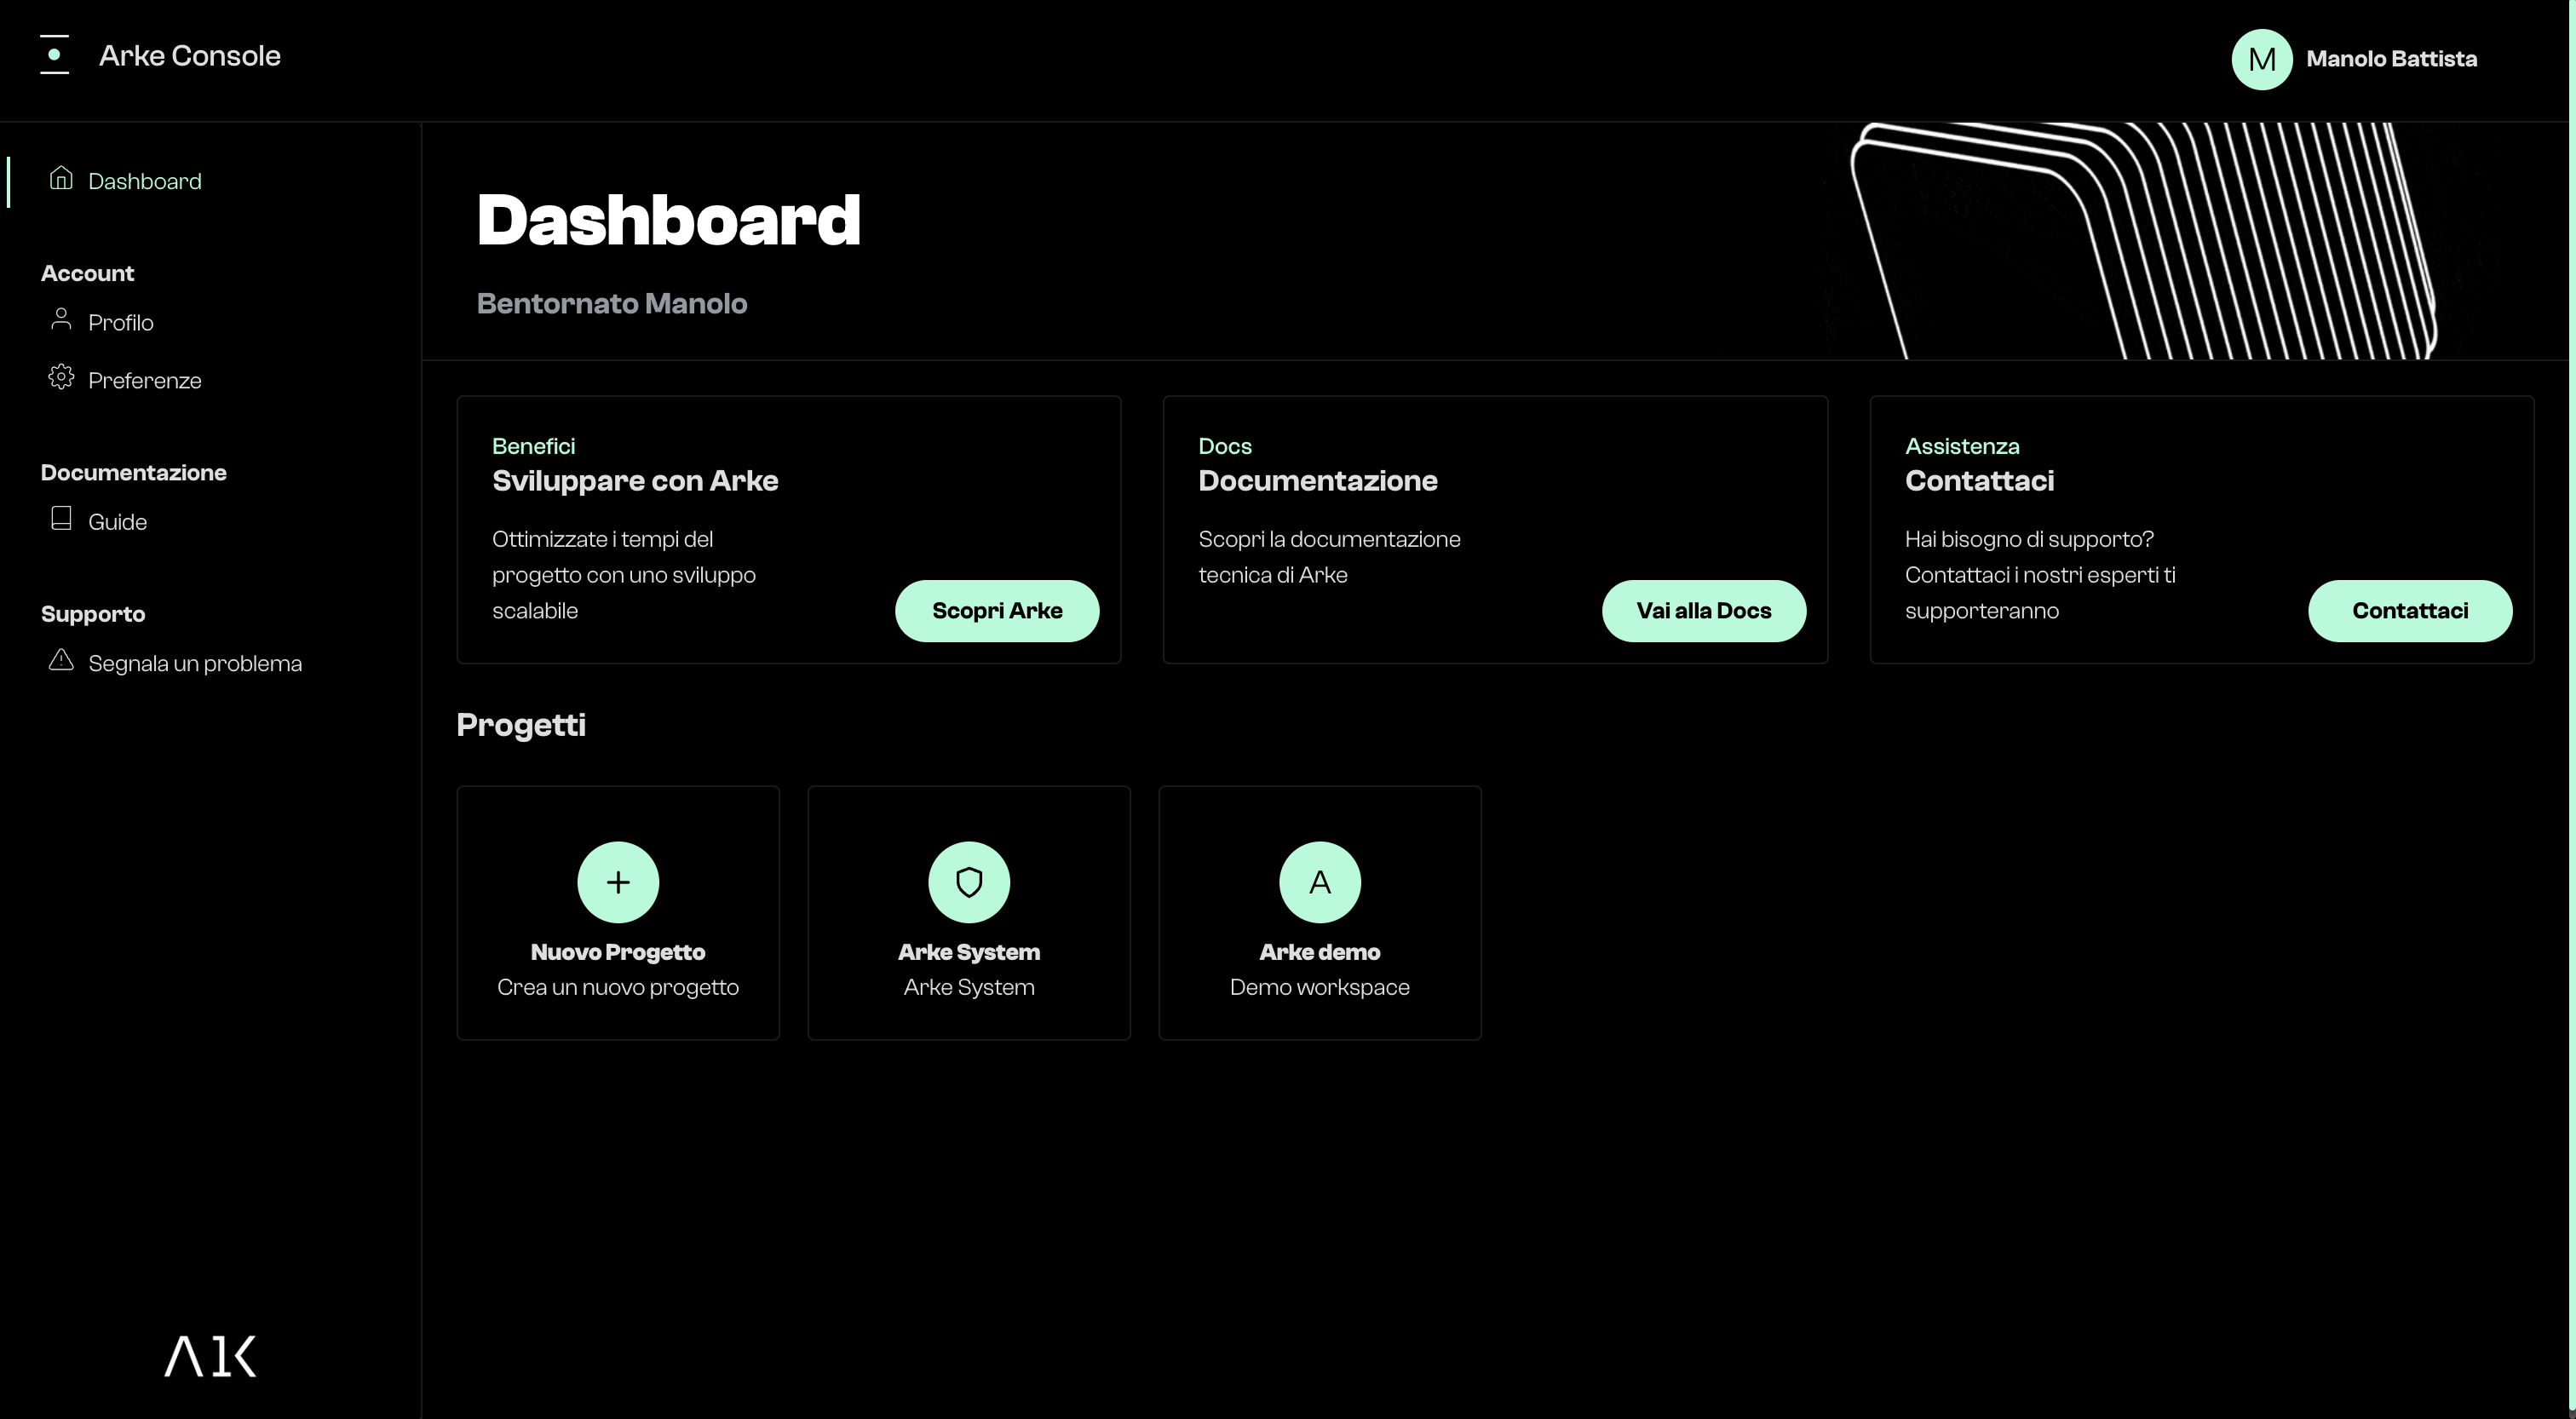 Arke Console
M
Manolo Battista
Dashboard
Account
Profilo
Preferenze
Documentazione
Guide
Supporto
Segnala un problema
Dashboard
Bentornato Manolo
Benefici
Sviluppare con Arke
Ottimizzate i tempi del
progetto con uno sviluppo
scalabile
Scopri Arke
Docs
Documentazione
Scopri la documentazione
tecnica di Arke
Vai alla Docs
Assistenza
Contattaci
Hai bisogno di supporto?
Contattaci i nostri esperti ti
supporteranno
Contattaci
Progetti
Nuovo Progetto
Crea un nuovo progetto
Arke System
Arke System
A
Arke demo
Demo workspace